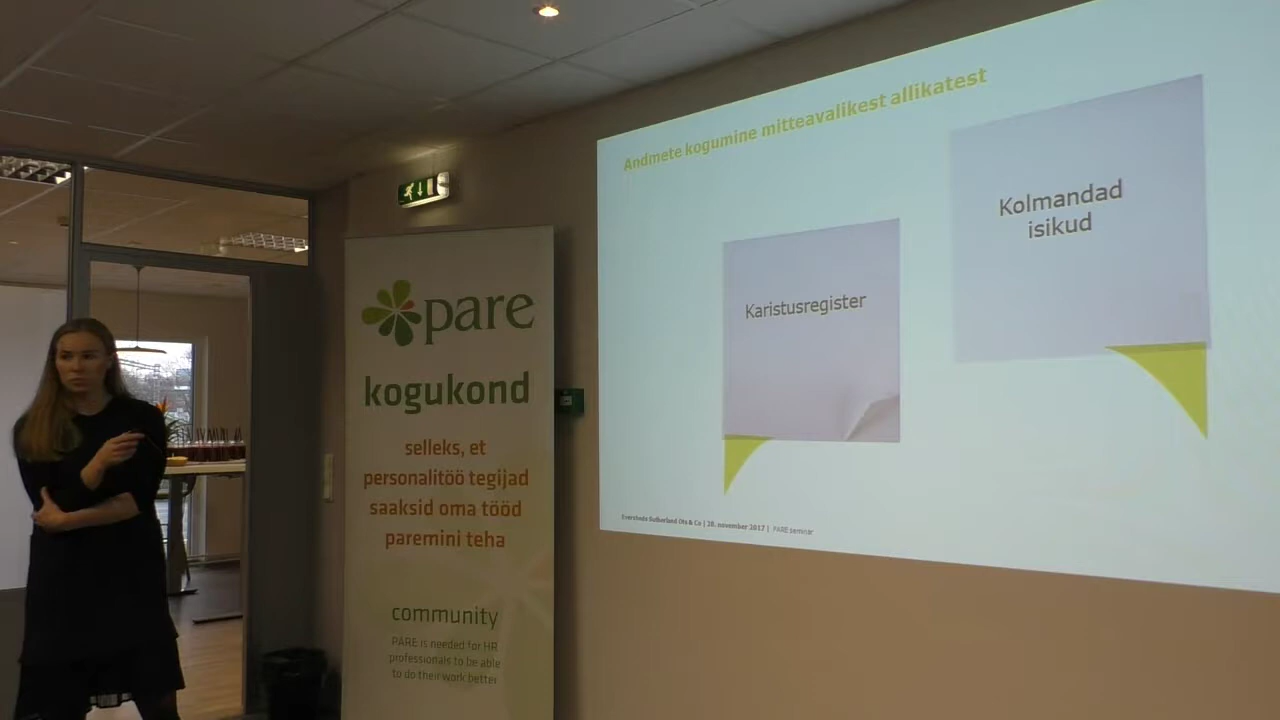 Andmete kogumine mitteavalikest allikatest
Kolmandad
isikud
Karistusregister
Eversheds Sutherland Ots & Co | 28. november 2017 | PARE seminar
pare
kogukond
selleks, et
personalitöö tegijad
saaksid oma tööd
paremini teha
community
PARE is needed for HR
professionals to be able
to do their work better